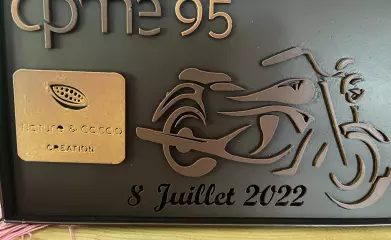 cpme 95
nature & cacao
CREATION
8 Juillet 2022